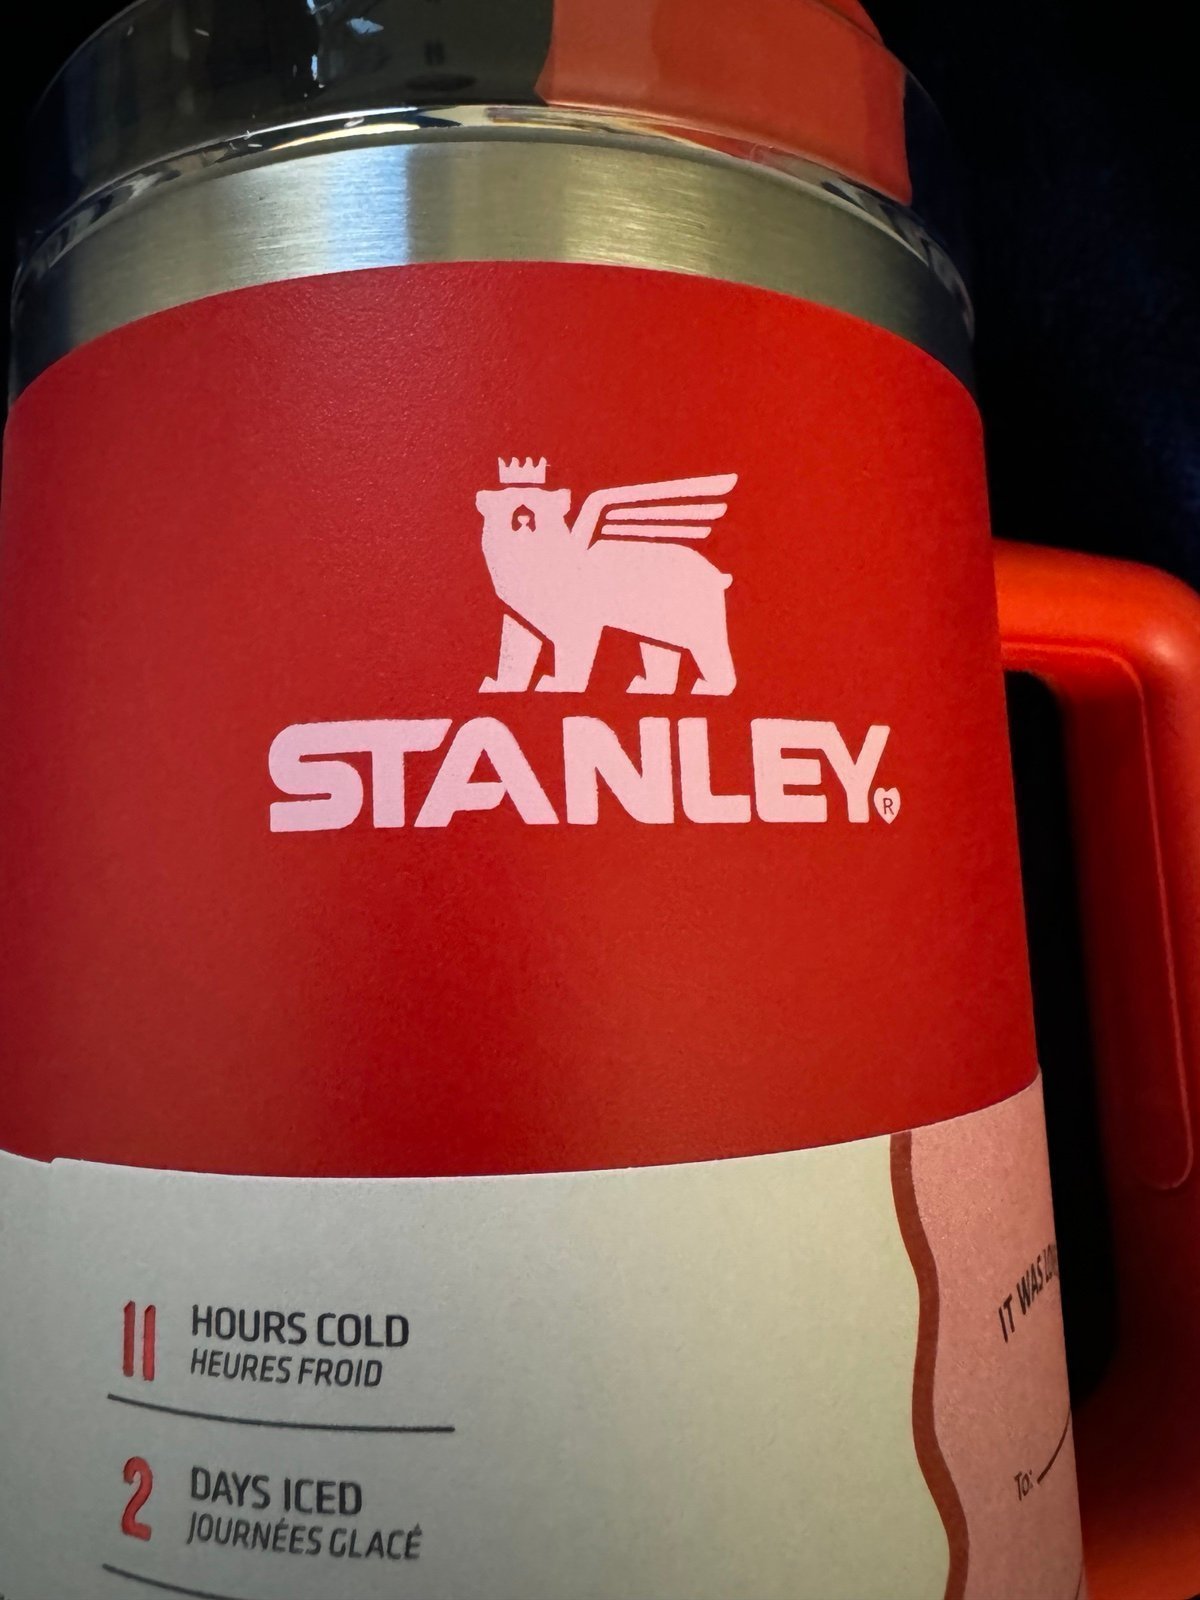 STANLEY®
11 HOURS COLD
HEURES FROID
2 DAYS ICED
JOURNÉES GLACÉ
IT WAS
To: